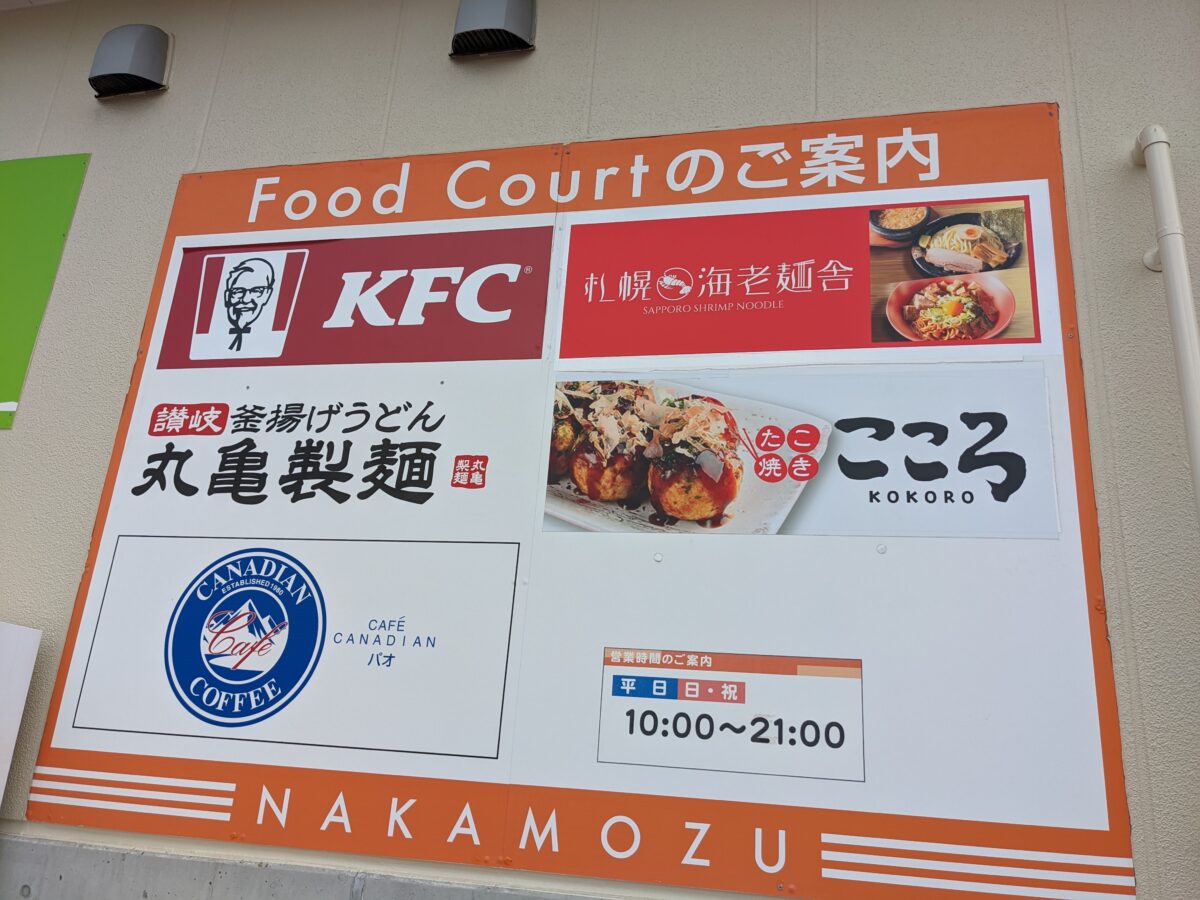 Food Courtのご案内
KFC®
札幌海老麺舎
SAPPORO SHRIMP NOODLE
讃岐 釜揚げうどん
丸亀製麺
丸亀
製麺
たこ
焼き
こころ
KOKORO
CANADIAN
ESTABLISHED 1980
Café
COFFEE
CAFÉ
CANADIAN
パオ
営業時間のご案内
平日 日・祝
10:00～21:00
NAKAMOZU